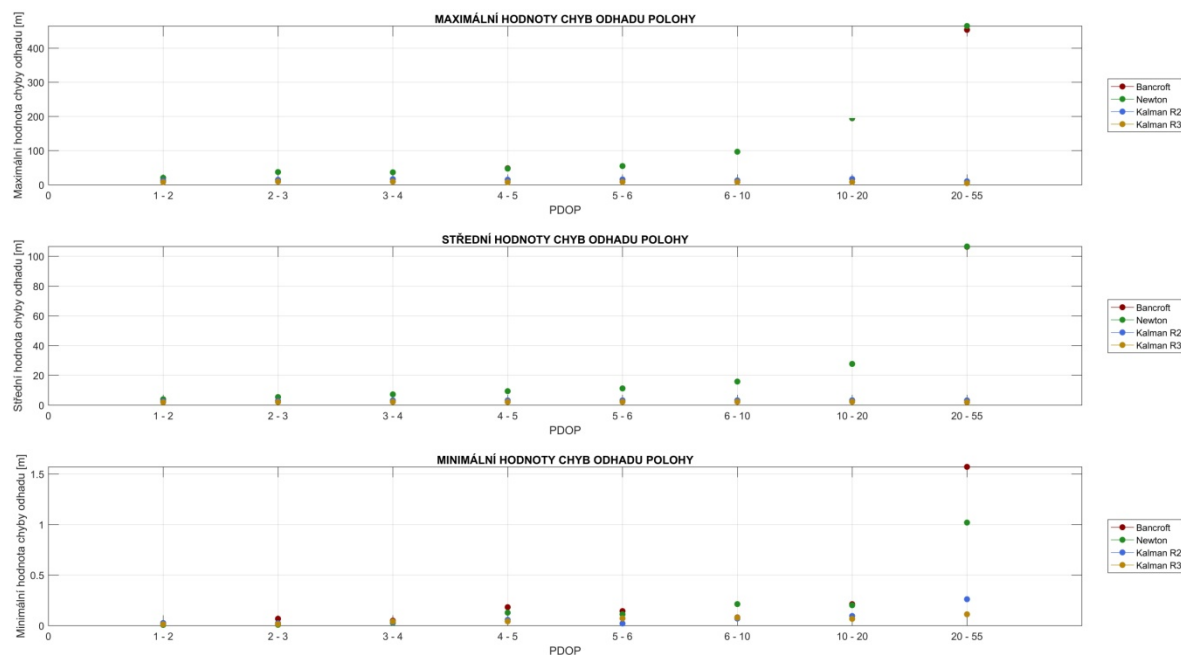 MAXIMÁLNÍ HODNOTY CHYB ODHADU POLOHY
Maximální hodnota chyby odhadu [m]
400
300
200
100
0
0 1 - 2 2 - 3 3 - 4 4 - 5 5 - 6 6 - 10 10 - 20 20 - 55
PDOP
Bancroft
Newton
Kalman R2
Kalman R3
STŘEDNÍ HODNOTY CHYB ODHADU POLOHY
Střední hodnota chyby odhadu [m]
100
80
60
40
20
0
0 1 - 2 2 - 3 3 - 4 4 - 5 5 - 6 6 - 10 10 - 20 20 - 55
PDOP
Bancroft
Newton
Kalman R2
Kalman R3
MINIMÁLNÍ HODNOTY CHYB ODHADU POLOHY
Minimální hodnota chyby odhadu [m]
1.5
1
0.5
0
0 1 - 2 2 - 3 3 - 4 4 - 5 5 - 6 6 - 10 10 - 20 20 - 55
PDOP
Bancroft
Newton
Kalman R2
Kalman R3